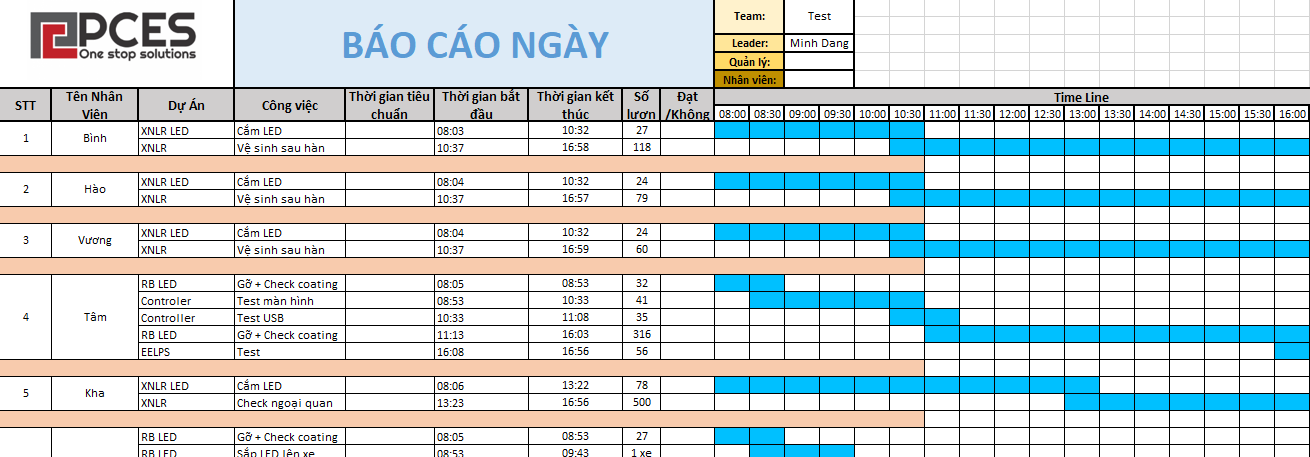 PCES
One stop solutions
BÁO CÁO NGÀY
Team: Test
Leader: Minh Dang
Quản lý:
Nhân viên:
STT Tên Nhân Viên Dự Án Công việc Thời gian tiêu chuẩn Thời gian bắt đầu Thời gian kết thúc Số lượn Đạt /Không Time Line
08:00 08:30 09:00 09:30 10:00 10:30 11:00 11:30 12:00 12:30 13:00 13:30 14:00 14:30 15:00 15:30 16:00
1 Bình XNLR LED Cắm LED 08:03 10:32 27
XNLR Vệ sinh sau hàn 10:37 16:58 118
2 Hào XNLR LED Cắm LED 08:04 10:32 24
XNLR Vệ sinh sau hàn 10:37 16:57 79
3 Vương XNLR LED Cắm LED 08:04 10:32 24
XNLR Vệ sinh sau hàn 10:37 16:59 60
4 Tâm RB LED Gỡ + Check coating 08:05 08:53 32
Controler Test màn hình 08:53 10:33 41
Controller Test USB 10:33 11:08 35
RB LED Gỡ + Check coating 11:13 16:03 316
EELPS Test 16:08 16:56 56
5 Kha XNLR LED Cắm LED 08:06 13:22 78
XNLR Check ngoại quan 13:23 16:56 500
RB LED Gỡ + Check coating 08:05 08:53 27
RB LED Sắp LED lên xe 08:53 09:43 1 xe